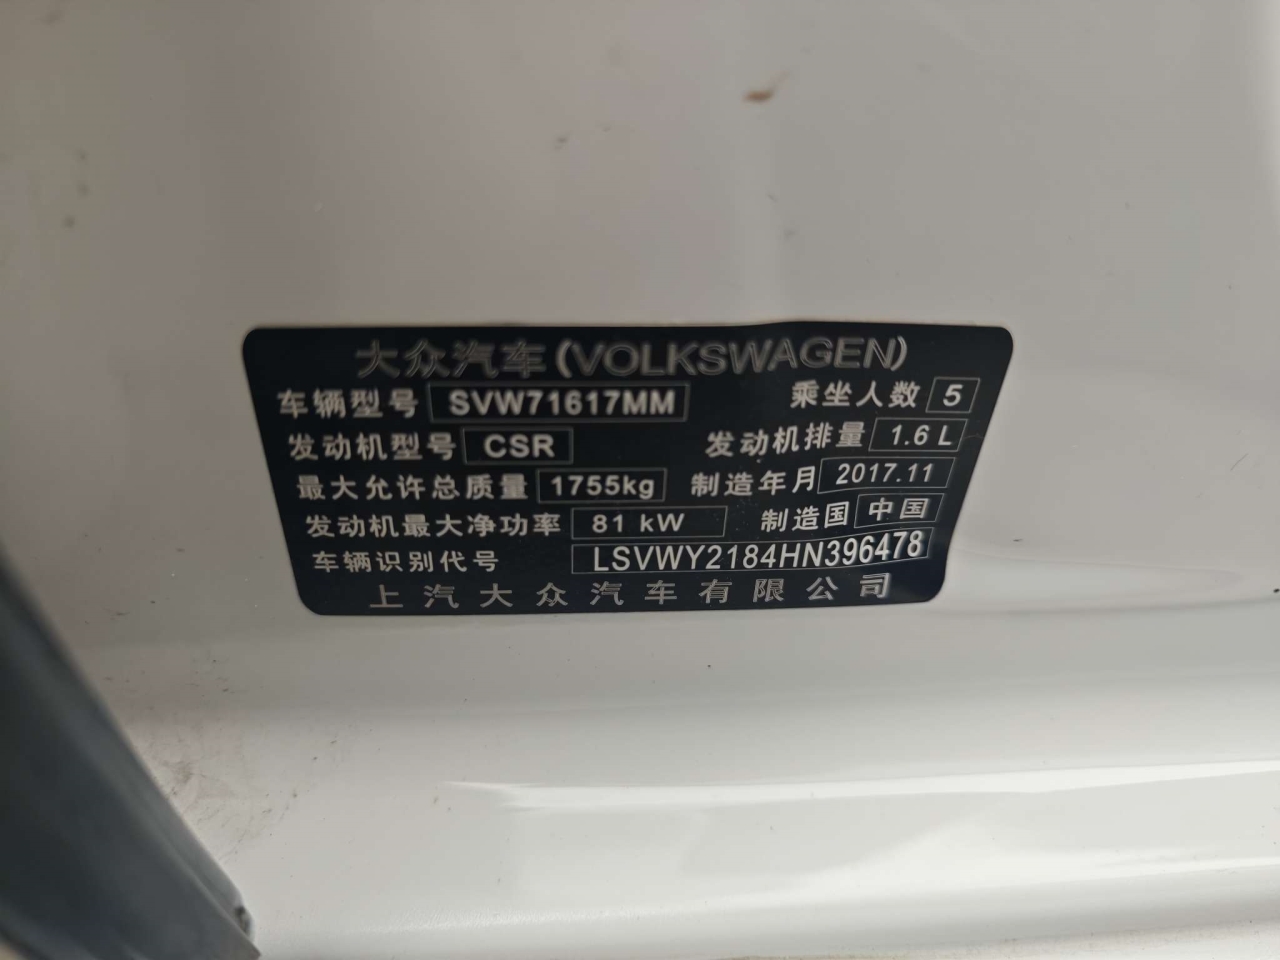 大众汽车(VOLKSWAGEN)
车辆型号 SVW71617MM 乘坐人数 5
发动机型号 CSR 发动机排量 1.6 L
最大允许总质量 1755kg 制造年月 2017.11
发动机最大净功率 81 kW 制造国 中国
车辆识别代号 LSVWY2184HN396478
上汽大众汽车有限公司